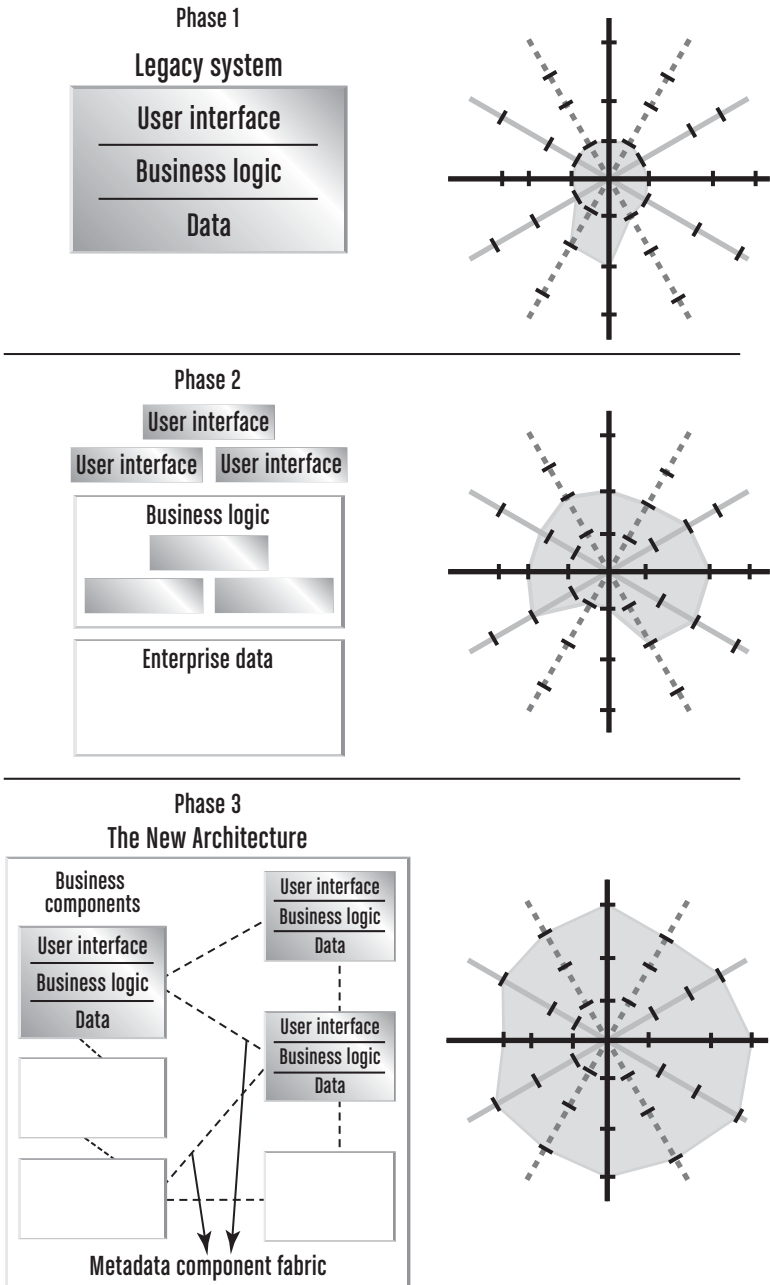 Phase 1
Legacy system
User interface
Business logic
Data
Phase 2
User interface
User interface User interface
Business logic
Enterprise data
Phase 3
The New Architecture
Business
components
User interface
Business logic
Data
User interface
Business logic
Data
User interface
Business logic
Data
Metadata component fabric